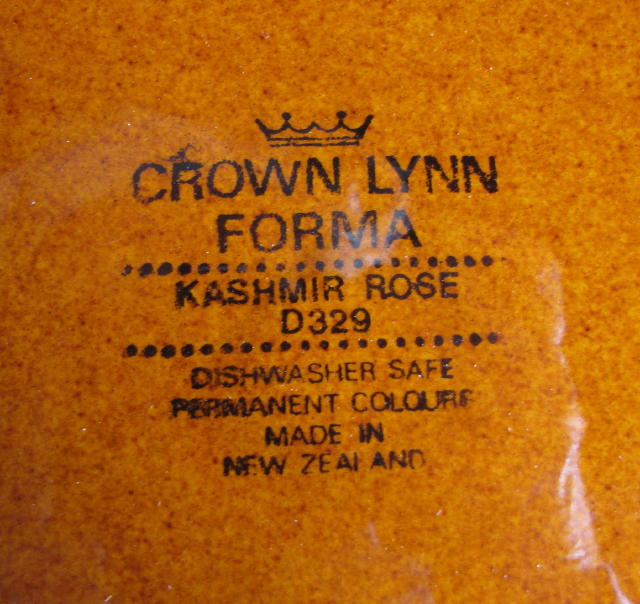 CROWN LYNN
FORMA
KASHMIR ROSE
D329
DISHWASHER SAFE
PERMANENT COLOURS
MADE IN
NEW ZEALAND